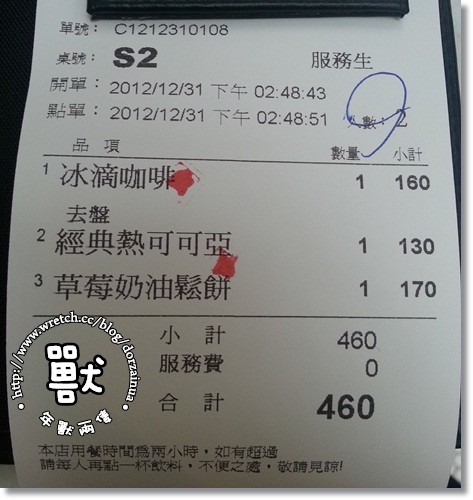 單號： C1212310108
桌號： S2 服務生
開單： 2012/12/31 下午 02:48:43
點單： 2012/12/31 下午 02:48:51 人數： 2
品 項 數量 小計
1 冰滴咖啡 1 160
去盤
2 經典熱可可亞 1 130
3 草莓奶油鬆餅 1 170
小 計 460
服務費 0
合 計 460
本店用餐時間為兩小時，如有超過
請每人再點一杯飲料，不便之處，敬請見諒!
http://www.wretch.cc/blog/dorzainua
獸